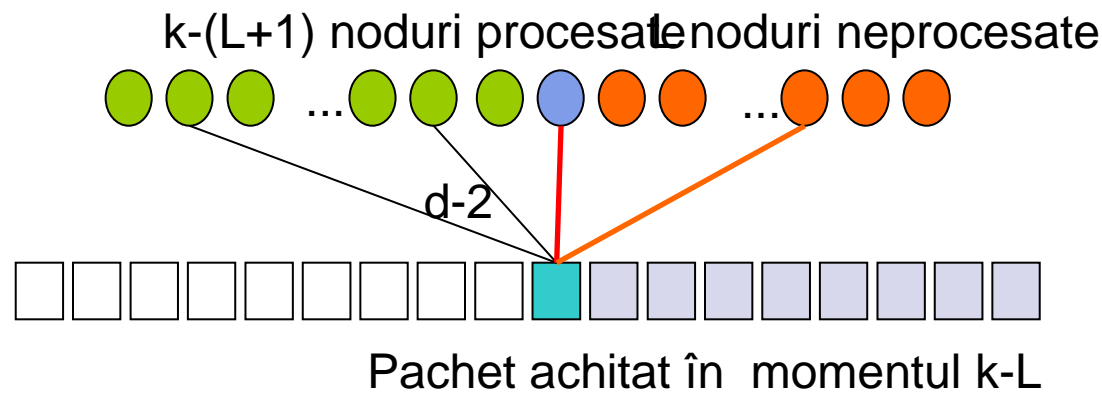 k-(L+1) noduri procesate L noduri neprocesate
... ...
d-2
Pachet achitat în momentul k-L